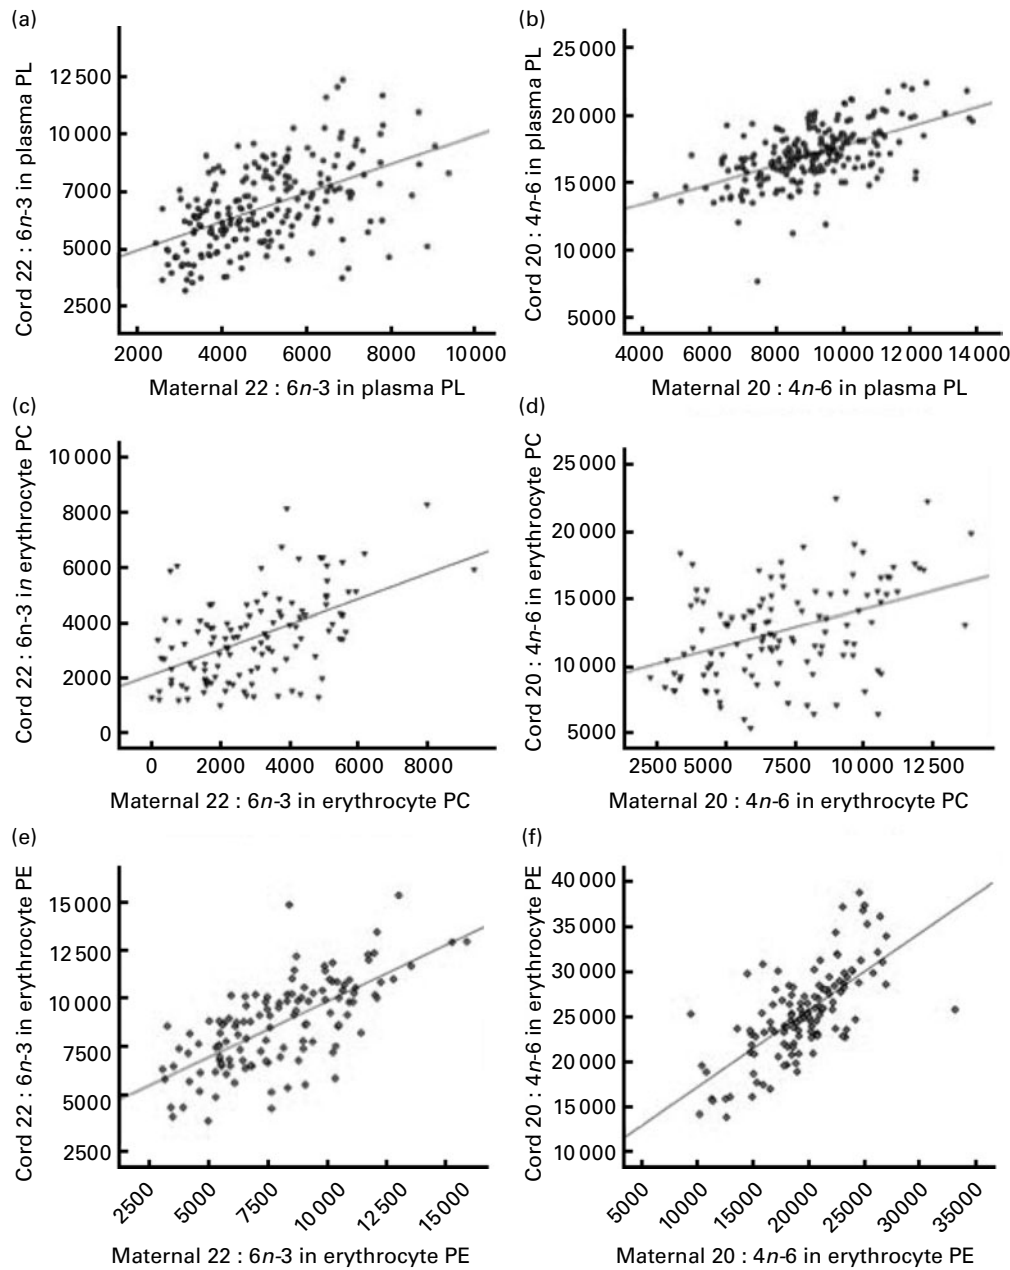 (a)
Cord 22 : 6n-3 in plasma PL
12 500
10 000
7000
5000
2500
2000 4000 6000 8000 10 000
Maternal 22 : 6n-3 in plasma PL
(b)
Cord 20 : 4n-6 in plasma PL
25 000
20 000
15 000
10 000
5000
4000 6000 8000 10 000 12 000 14 000
Maternal 20 : 4n-6 in plasma PL
(c)
Cord 22 : 6n-3 in erythrocyte PC
10 000
8000
6000
4000
2000
0
0 2000 4000 6000 8000
Maternal 22 : 6n-3 in erythrocyte PC
(d)
Cord 20 : 4n-6 in erythrocyte PC
25 000
20 000
15 000
10 000
5000
2500 5000 7500 10 000 12 500
Maternal 20 : 4n-6 in erythrocyte PC
(e)
Cord 22 : 6n-3 in erythrocyte PE
15 000
12 500
10 000
7500
5000
2500
2500 5000 7500 10 000 12 500 15 000
Maternal 22 : 6n-3 in erythrocyte PE
(f)
Cord 20 : 4n-6 in erythrocyte PE
40 000
35 000
30 000
25 000
20 000
15 000
10 000
5000 10000 15000 20000 25000 30000 35000
Maternal 20 : 4n-6 in erythrocyte PE